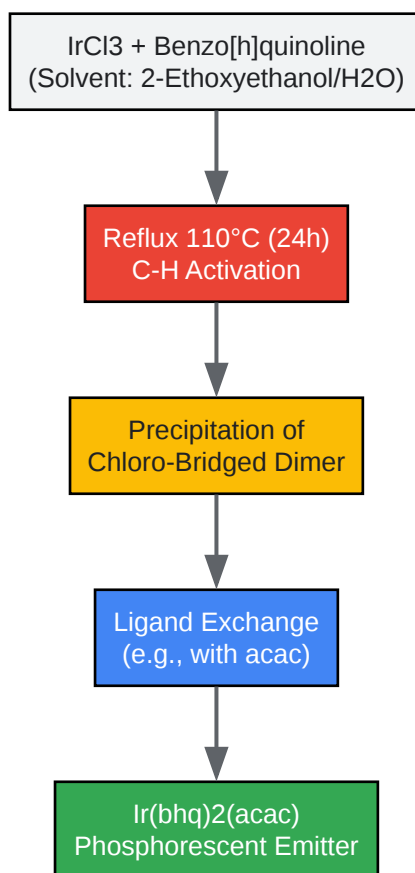 IrCl3 + Benzo[h]quinoline
(Solvent: 2-Ethoxyethanol/H2O)
Reflux 110°C (24h)
C-H Activation
Precipitation of
Chloro-Bridged Dimer
Ligand Exchange
(e.g., with acac)
Ir(bhq)2(acac)
Phosphorescent Emitter